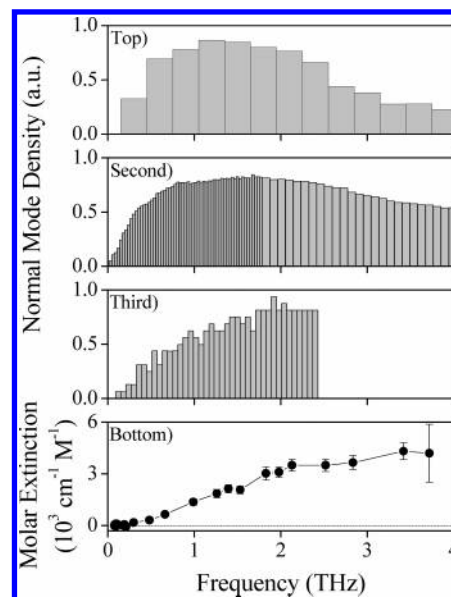 Top)
1.0
0.5
0.0
Second)
1.0
0.5
0.0
Third)
1.0
0.5
0.0
Normal Mode Density (a.u.)
Bottom)
6
3
0
Molar Extinction
(10³ cm⁻¹ M⁻¹)
0 1 2 3 4
Frequency (THz)